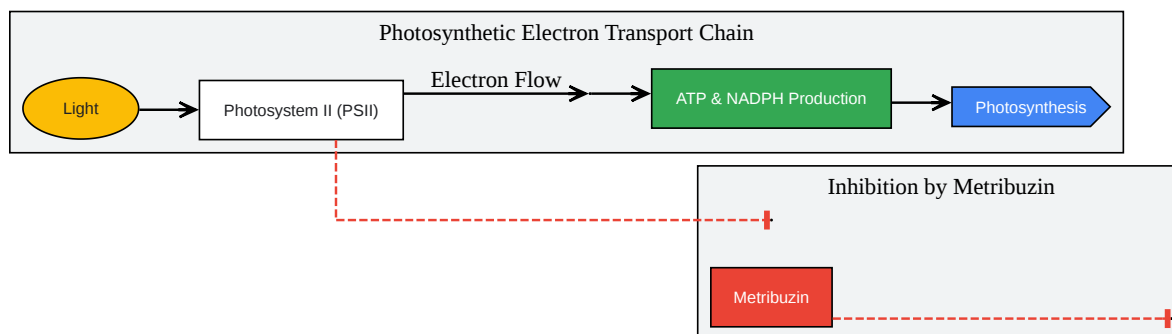 Photosynthetic Electron Transport Chain
Light
Photosystem II (PSII)
Electron Flow
ATP & NADPH Production
Photosynthesis
Inhibition by Metribuzin
Metribuzin